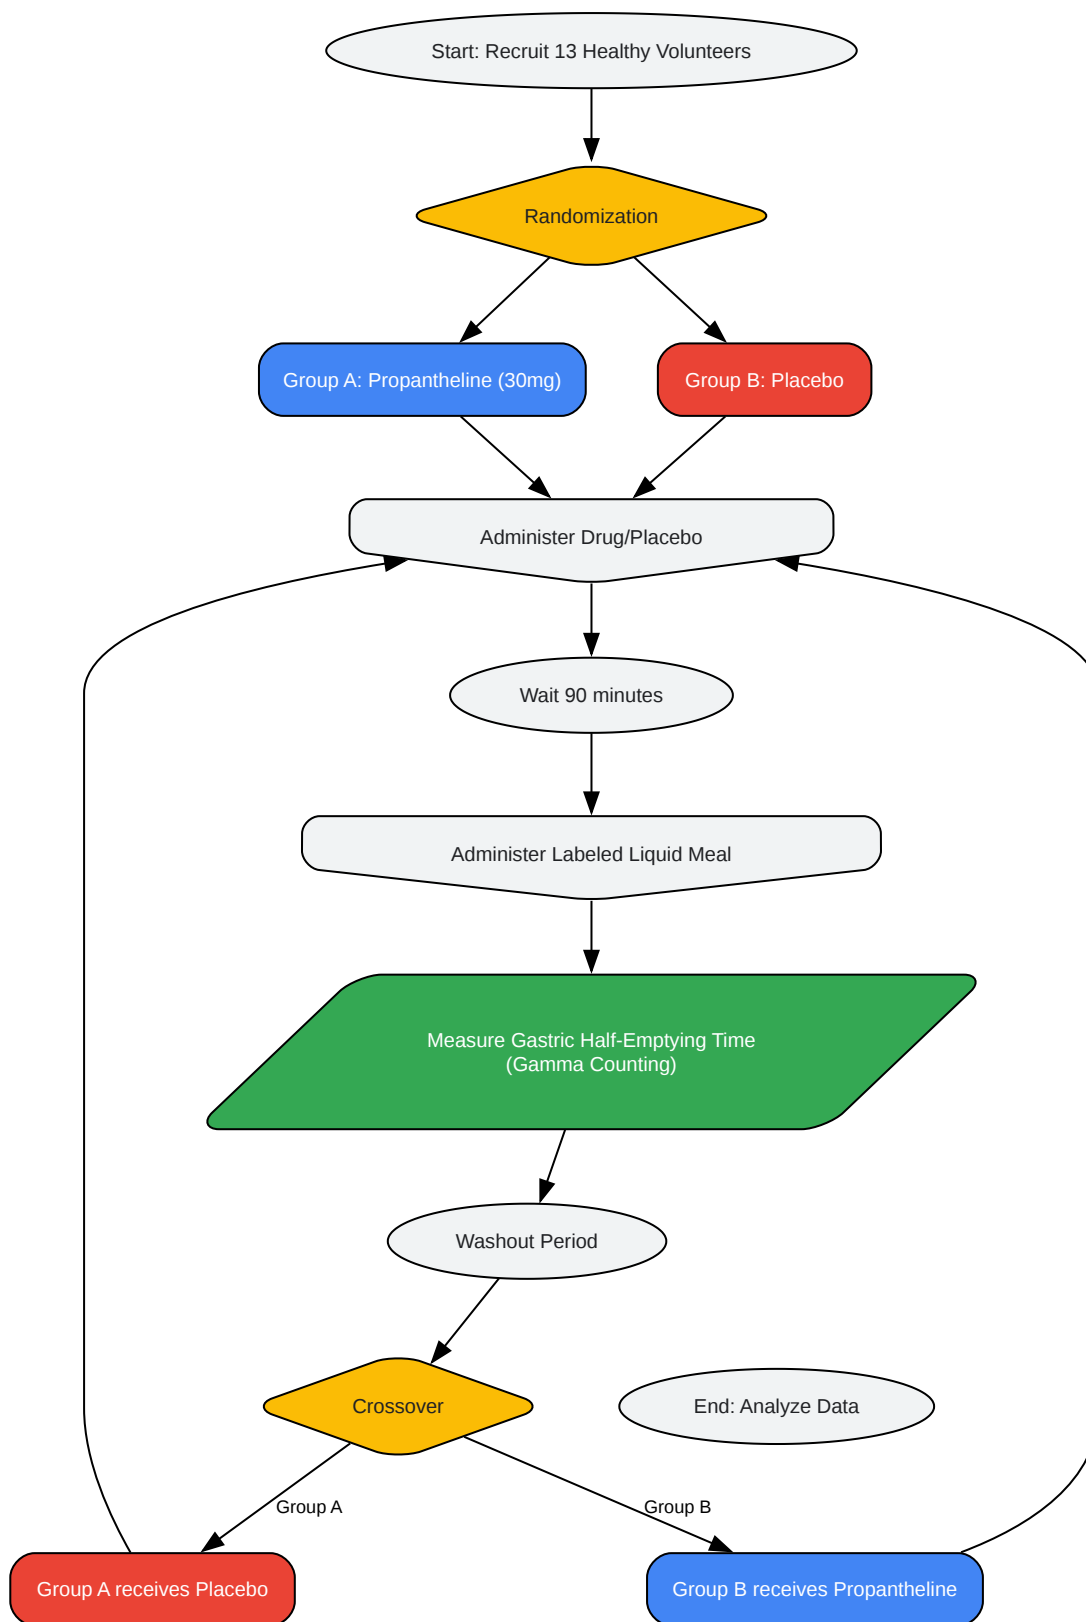 Start: Recruit 13 Healthy Volunteers
Randomization
Group A: Propantheline (30mg)
Group B: Placebo
Administer Drug/Placebo
Wait 90 minutes
Administer Labeled Liquid Meal
Measure Gastric Half-Emptying Time
(Gamma Counting)
Washout Period
Crossover
End: Analyze Data
Group A
Group B
Group A receives Placebo
Group B receives Propantheline